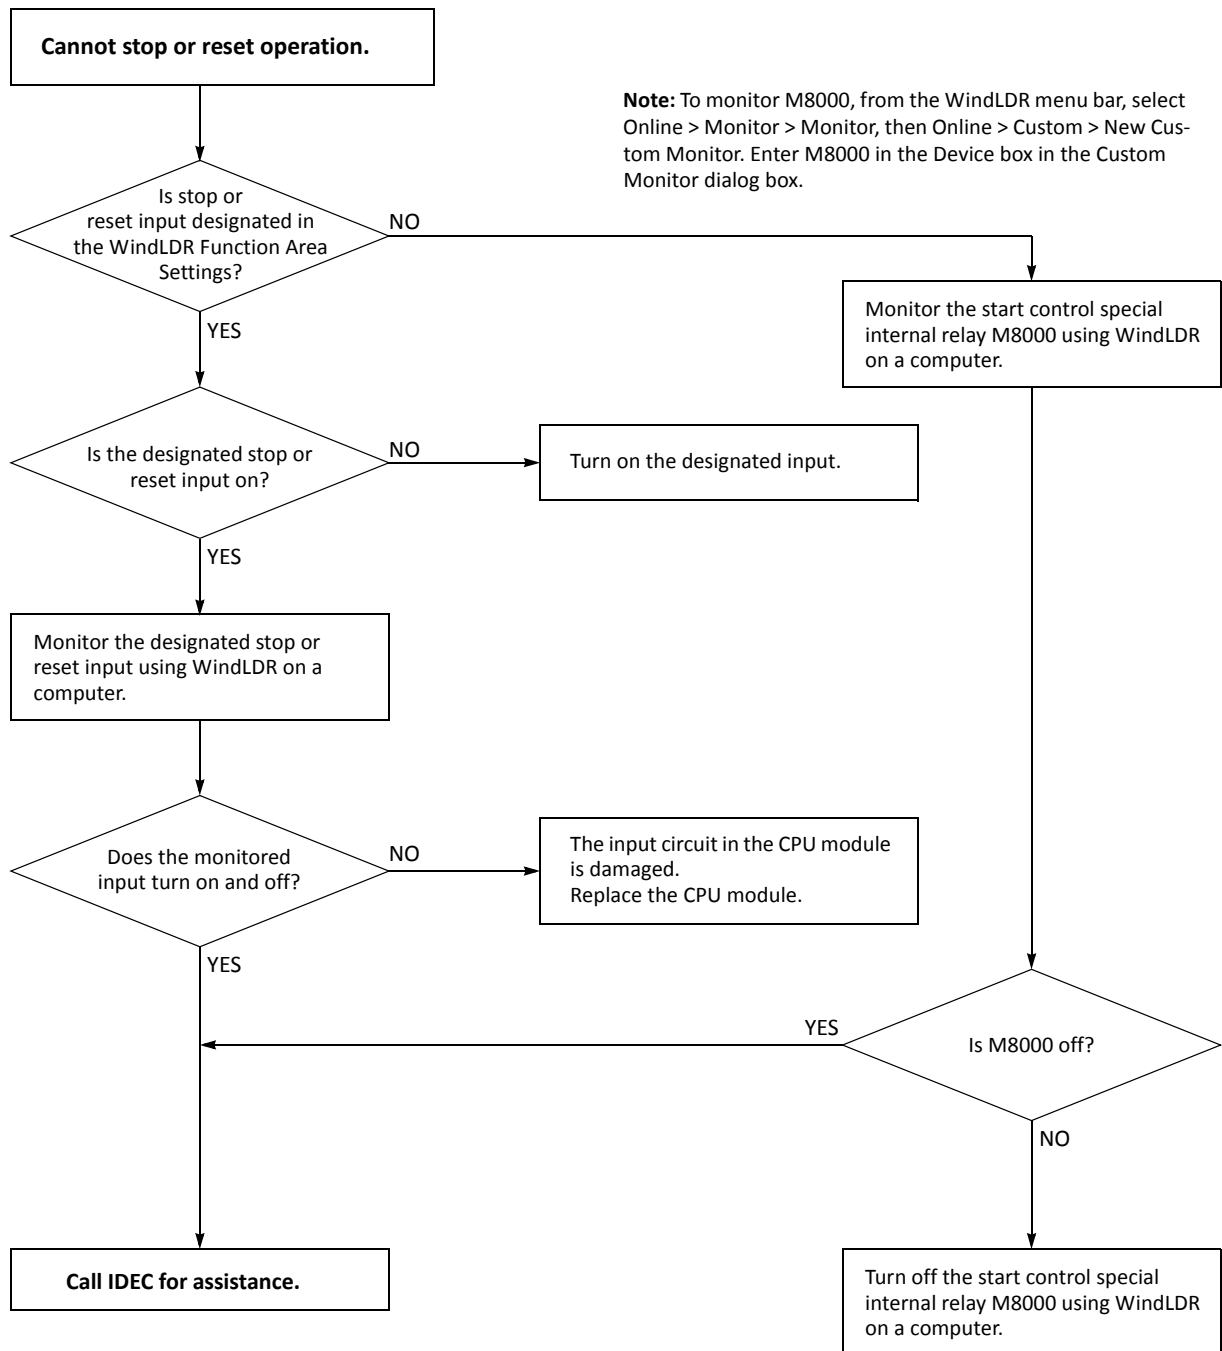 Cannot stop or reset operation.
Note: To monitor M8000, from the WindLDR menu bar, select
Online > Monitor > Monitor, then Online > Custom > New Cus-
tom Monitor. Enter M8000 in the Device box in the Custom
Monitor dialog box.
Is stop or
reset input designated in
the WindLDR Function Area
Settings?
NO
YES
Monitor the start control special
internal relay M8000 using WindLDR
on a computer.
Is the designated stop or
reset input on?
NO
Turn on the designated input.
YES
Monitor the designated stop or
reset input using WindLDR on a
computer.
Does the monitored
input turn on and off?
NO
The input circuit in the CPU module
is damaged.
Replace the CPU module.
YES
YES
Is M8000 off?
NO
Call IDEC for assistance.
Turn off the start control special
internal relay M8000 using WindLDR
on a computer.